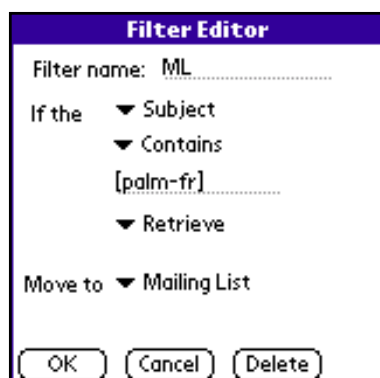 Filter Editor
Filter name: ML
If the Subject
Contains
[palm-fr]
Retrieve
Move to Mailing List
OK Cancel Delete